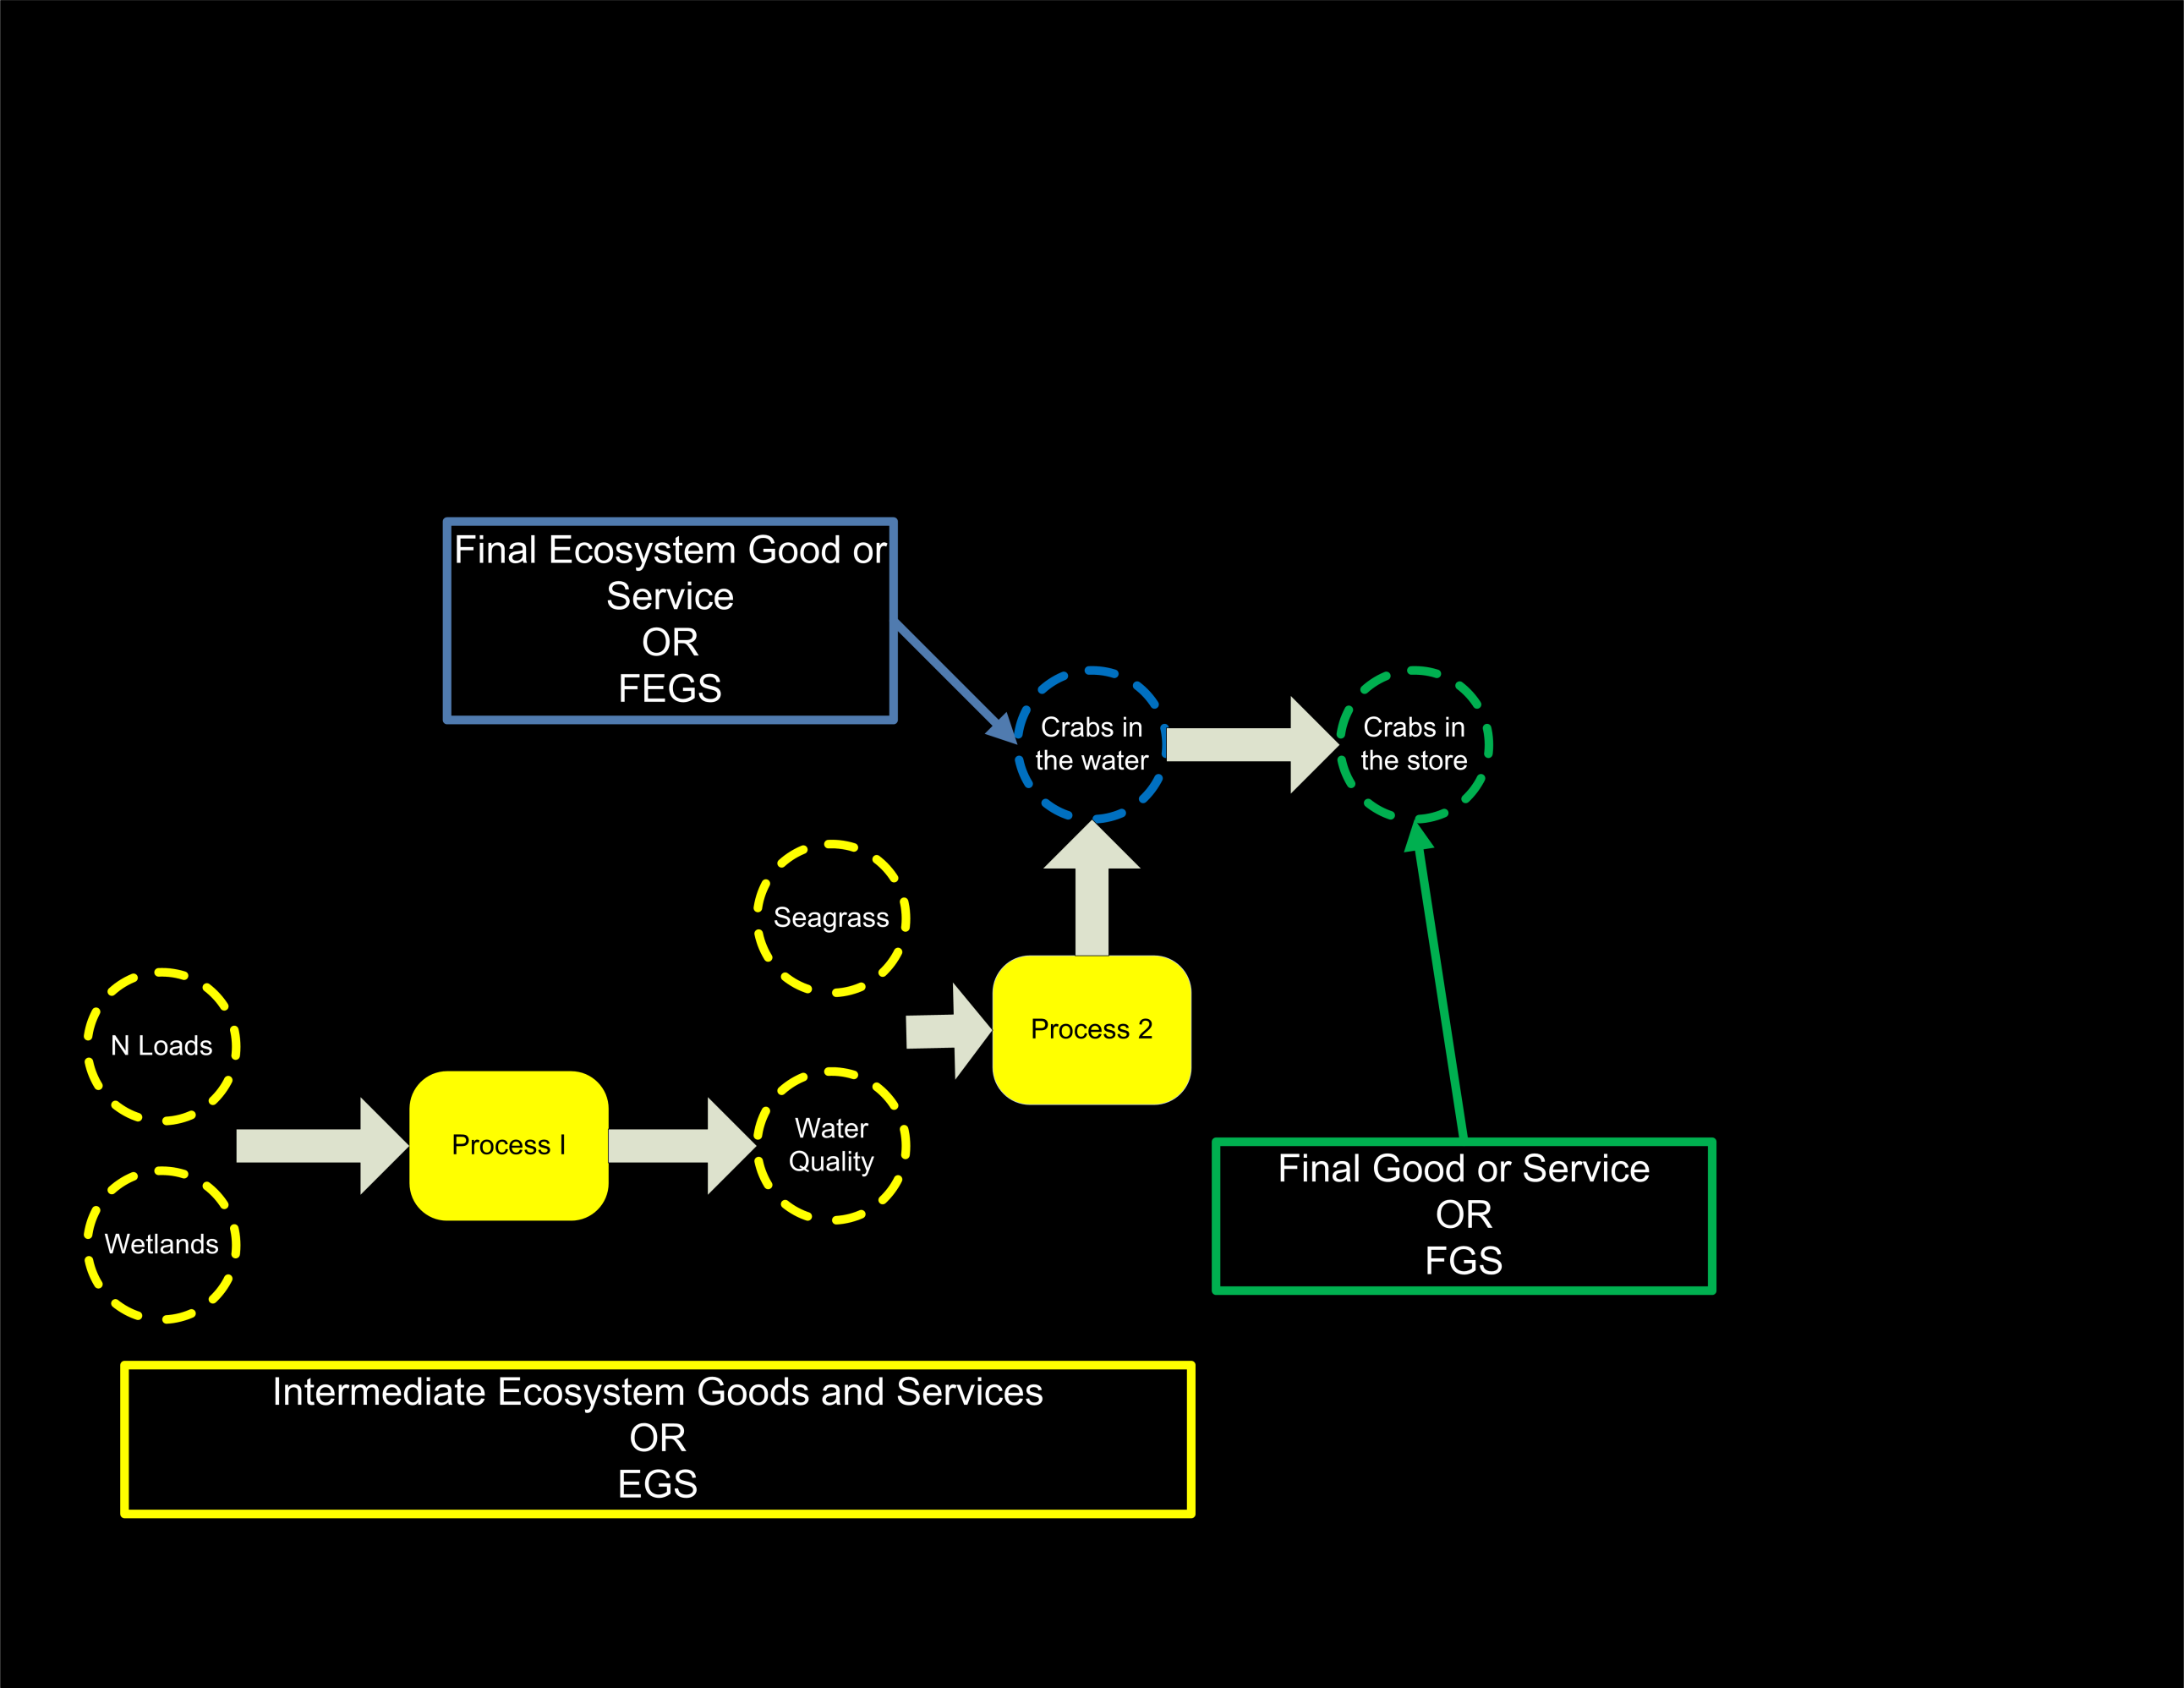 Final Ecosystem Good or
Service
OR
FEGS
Crabs in
the water
Crabs in
the store
Seagrass
N Loads
Process 2
Process I
Water
Quality
Wetlands
Final Good or Service
OR
FGS
Intermediate Ecosystem Goods and Services
OR
EGS